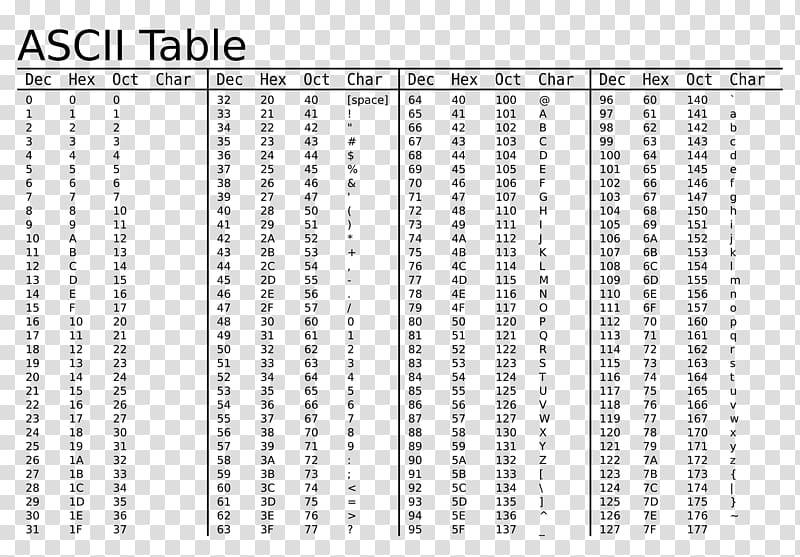 ASCII Table
Dec Hex Oct Char Dec Hex Oct Char Dec Hex Oct Char Dec Hex Oct Char
0 0 0 32 20 40 [space] 64 40 100 @ 96 60 140 `
1 1 1 33 21 41 ! 65 41 101 A 97 61 141 a
2 2 2 34 22 42 " 66 42 102 B 98 62 142 b
3 3 3 35 23 43 # 67 43 103 C 99 63 143 c
4 4 4 36 24 44 $ 68 44 104 D 100 64 144 d
5 5 5 37 25 45 % 69 45 105 E 101 65 145 e
6 6 6 38 26 46 & 70 46 106 F 102 66 146 f
7 7 7 39 27 47 ' 71 47 107 G 103 67 147 g
8 8 10 40 28 50 ( 72 48 110 H 104 68 150 h
9 9 11 41 29 51 ) 73 49 111 I 105 69 151 i
10 A 12 42 2A 52 * 74 4A 112 J 106 6A 152 j
11 B 13 43 2B 53 + 75 4B 113 K 107 6B 153 k
12 C 14 44 2C 54 , 76 4C 114 L 108 6C 154 l
13 D 15 45 2D 55 - 77 4D 115 M 109 6D 155 m
14 E 16 46 2E 56 . 78 4E 116 N 110 6E 156 n
15 F 17 47 2F 57 / 79 4F 117 O 111 6F 157 o
16 10 20 48 30 60 0 80 50 120 P 112 70 160 p
17 11 21 49 31 61 1 81 51 121 Q 113 71 161 q
18 12 22 50 32 62 2 82 52 122 R 114 72 162 r
19 13 23 51 33 63 3 83 53 123 S 115 73 163 s
20 14 24 52 34 64 4 84 54 124 T 116 74 164 t
21 15 25 53 35 65 5 85 55 125 U 117 75 165 u
22 16 26 54 36 66 6 86 56 126 V 118 76 166 v
23 17 27 55 37 67 7 87 57 127 W 119 77 167 w
24 18 30 56 38 70 8 88 58 130 X 120 78 170 x
25 19 31 57 39 71 9 89 59 131 Y 121 79 171 y
26 1A 32 58 3A 72 : 90 5A 132 Z 122 7A 172 z
27 1B 33 59 3B 73 ; 91 5B 133 [ 123 7B 173 {
28 1C 34 60 3C 74 < 92 5C 134 \ 124 7C 174 |
29 1D 35 61 3D 75 = 93 5D 135 ] 125 7D 175 }
30 1E 36 62 3E 76 > 94 5E 136 ^ 126 7E 176 ~
31 1F 37 63 3F 77 ? 95 5F 137 _ 127 7F 177